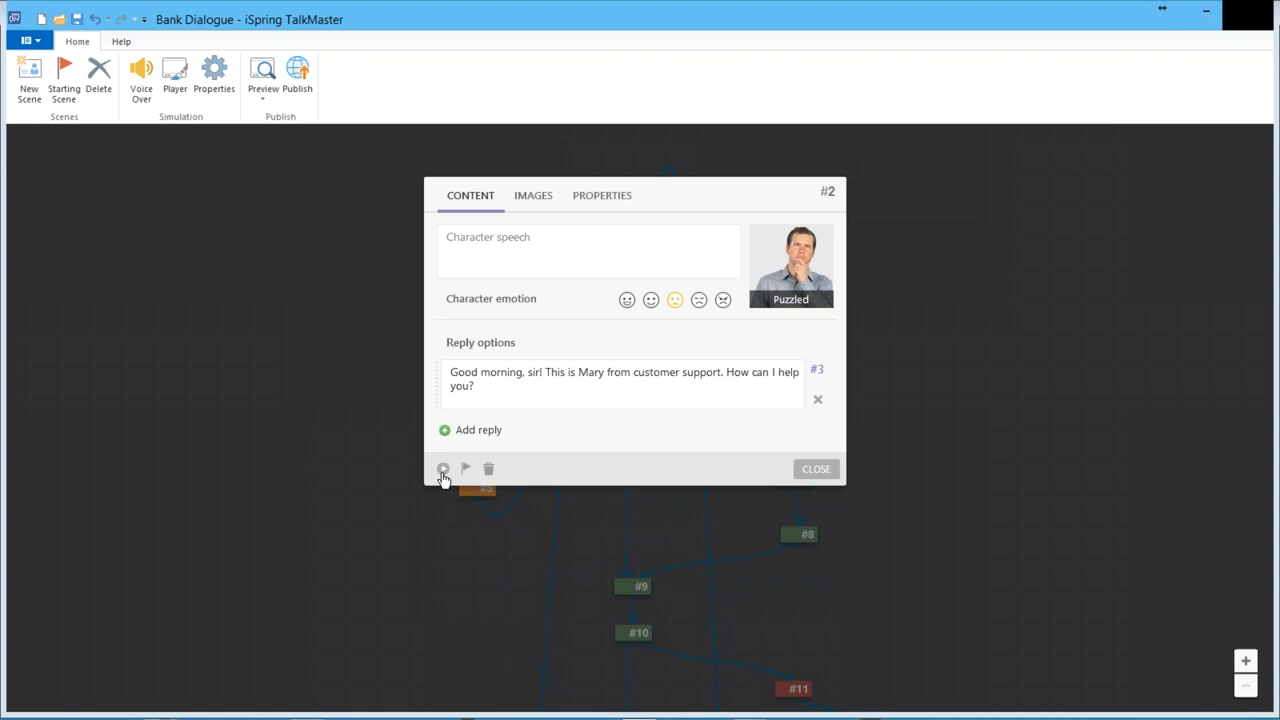 Bank Dialogue - iSpring TalkMaster
Home
Help
New Scene
Starting Scene
Delete
Voice Over
Player
Properties
Preview
Publish
Scenes
Simulation
Publish
CONTENT
IMAGES
PROPERTIES
#2
Character speech
Puzzled
Character emotion
Reply options
Good morning, sir! This is Mary from customer support. How can I help
you?
#3
Add reply
CLOSE
#5
#8
#9
#10
#11